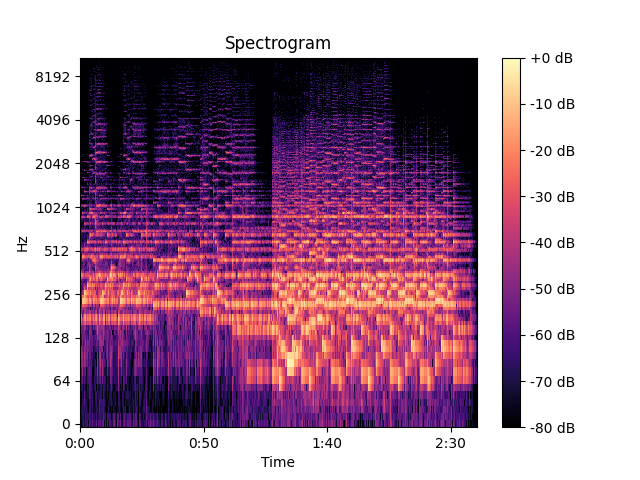 Spectrogram
Hz
8192
4096
2048
1024
512
256
128
64
0
0:00
0:50
1:40
2:30
Time
+0 dB
-10 dB
-20 dB
-30 dB
-40 dB
-50 dB
-60 dB
-70 dB
-80 dB